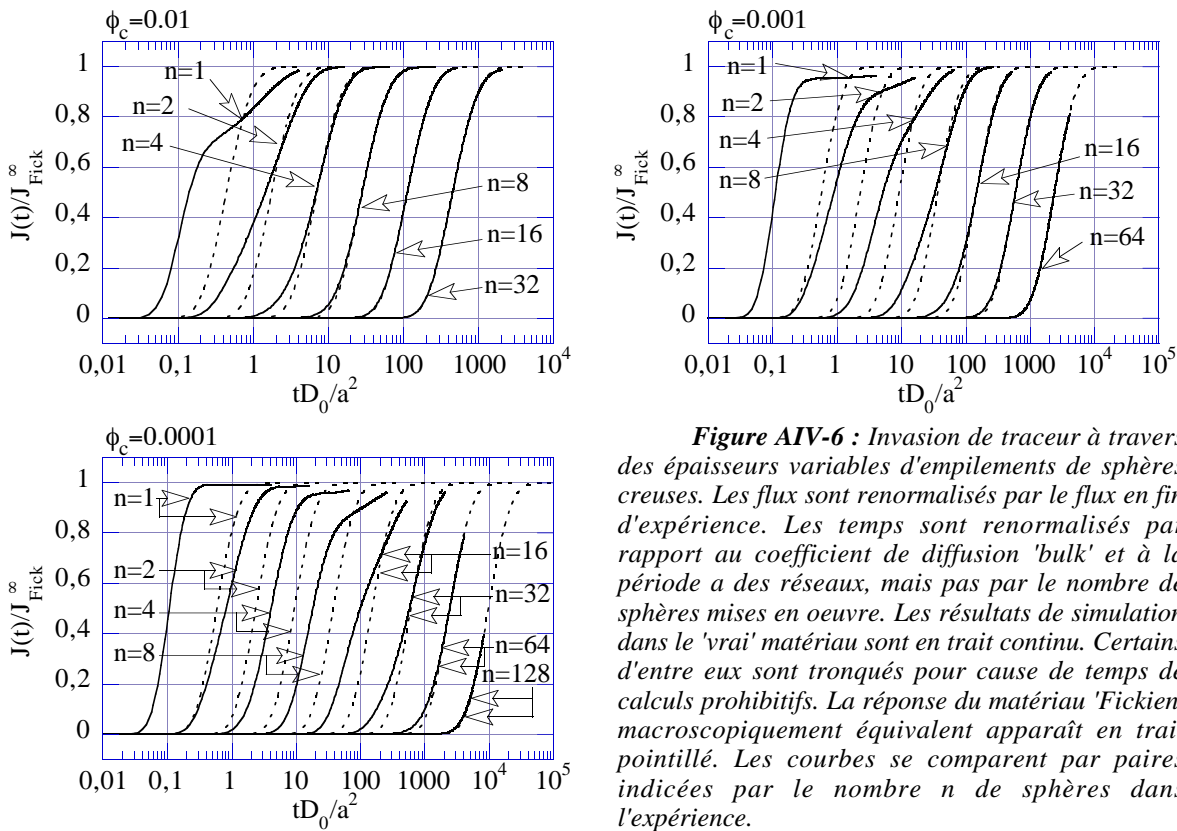 ϕc=0.01
1
0,8
0,6
0,4
0,2
0
J(t)/J∞Fick
n=1
n=2
n=4
n=8
n=16
n=32
0,01 0,1 1 10 100 1000 10^4
tD0/a^2
ϕc=0.001
1
0,8
0,6
0,4
0,2
0
J(t)/J∞Fick
n=1
n=2
n=4
n=8
n=16
n=32
n=64
0,01 0,1 1 10 100 1000 10^4 10^5
tD0/a^2
ϕc=0.0001
1
0,8
0,6
0,4
0,2
0
J(t)/J∞Fick
n=1
n=2
n=4
n=8
n=16
n=32
n=64
n=128
0,01 0,1 1 10 100 1000 10^4 10^5
tD0/a^2
Figure AIV-6 : Invasion de traceur à travers
des épaisseurs variables d'empilements de sphères
creuses. Les flux sont renormalisés par le flux en fin
d'expérience. Les temps sont renormalisés par
rapport au coefficient de diffusion 'bulk' et à la
période a des réseaux, mais pas par le nombre de
sphères mises en oeuvre. Les résultats de simulation
dans le 'vrai' matériau sont en trait continu. Certains
d'entre eux sont tronqués pour cause de temps de
calculs prohibitifs. La réponse du matériau 'Fickien
macroscopiquement équivalent apparaît en trait
pointillé. Les courbes se comparent par paires
indicées par le nombre n de sphères dans
l'expérience.